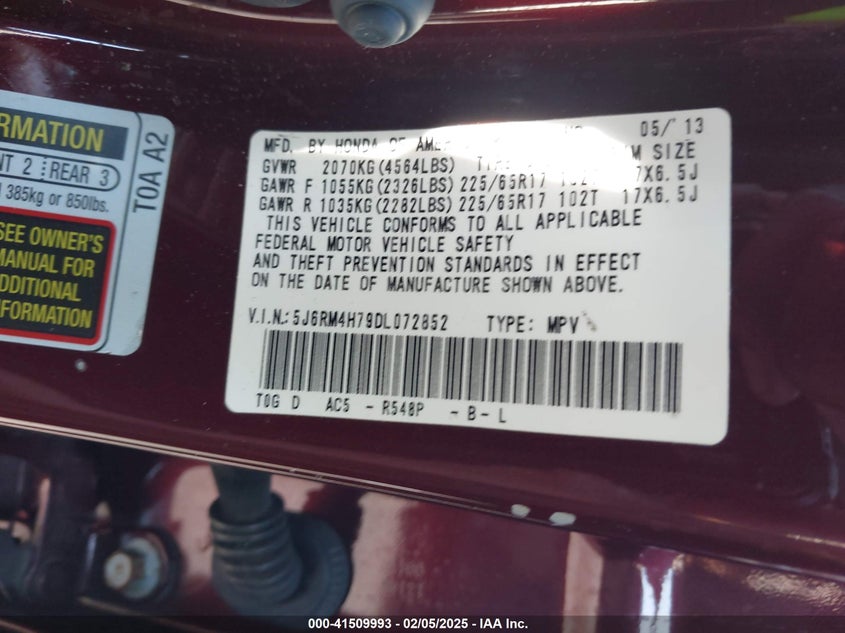 RMATION
NT 2 REAR 3
385kg or 850lbs.
SEE OWNER'S
MANUAL FOR
ADDITIONAL
INFORMATION
T0A A2
MFD. BY HONDA OF 05/'13
GVWR 2070KG(4564LBS) SIZE
GAWR F 1055KG(2326LBS) 225/65R17 102T 17X6.5J
GAWR R 1035KG(2282LBS) 225/65R17 102T 17X6.5J
THIS VEHICLE CONFORMS TO ALL APPLICABLE
FEDERAL MOTOR VEHICLE SAFETY
AND THEFT PREVENTION STANDARDS IN EFFECT
ON THE DATE OF MANUFACTURE SHOWN ABOVE.
V.I.N.: 5J6RM4H79DL072852 TYPE: MPV
T0G D AC5 - R548P - B - L
000-41509993 - 02/05/2025 - IAA Inc.